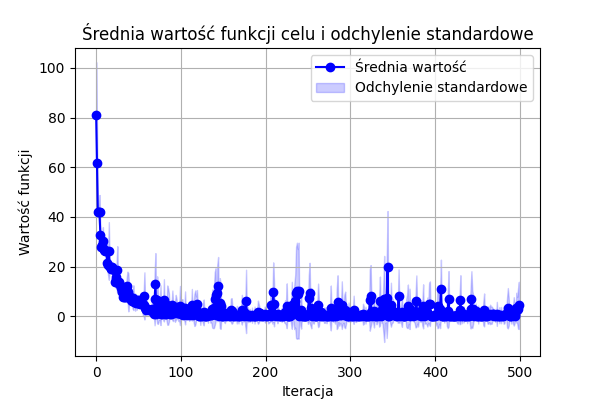 Średnia wartość funkcji celu i odchylenie standardowe
Średnia wartość
Odchylenie standardowe
Wartość funkcji
100
80
60
40
20
0
0 100 200 300 400 500
Iteracja